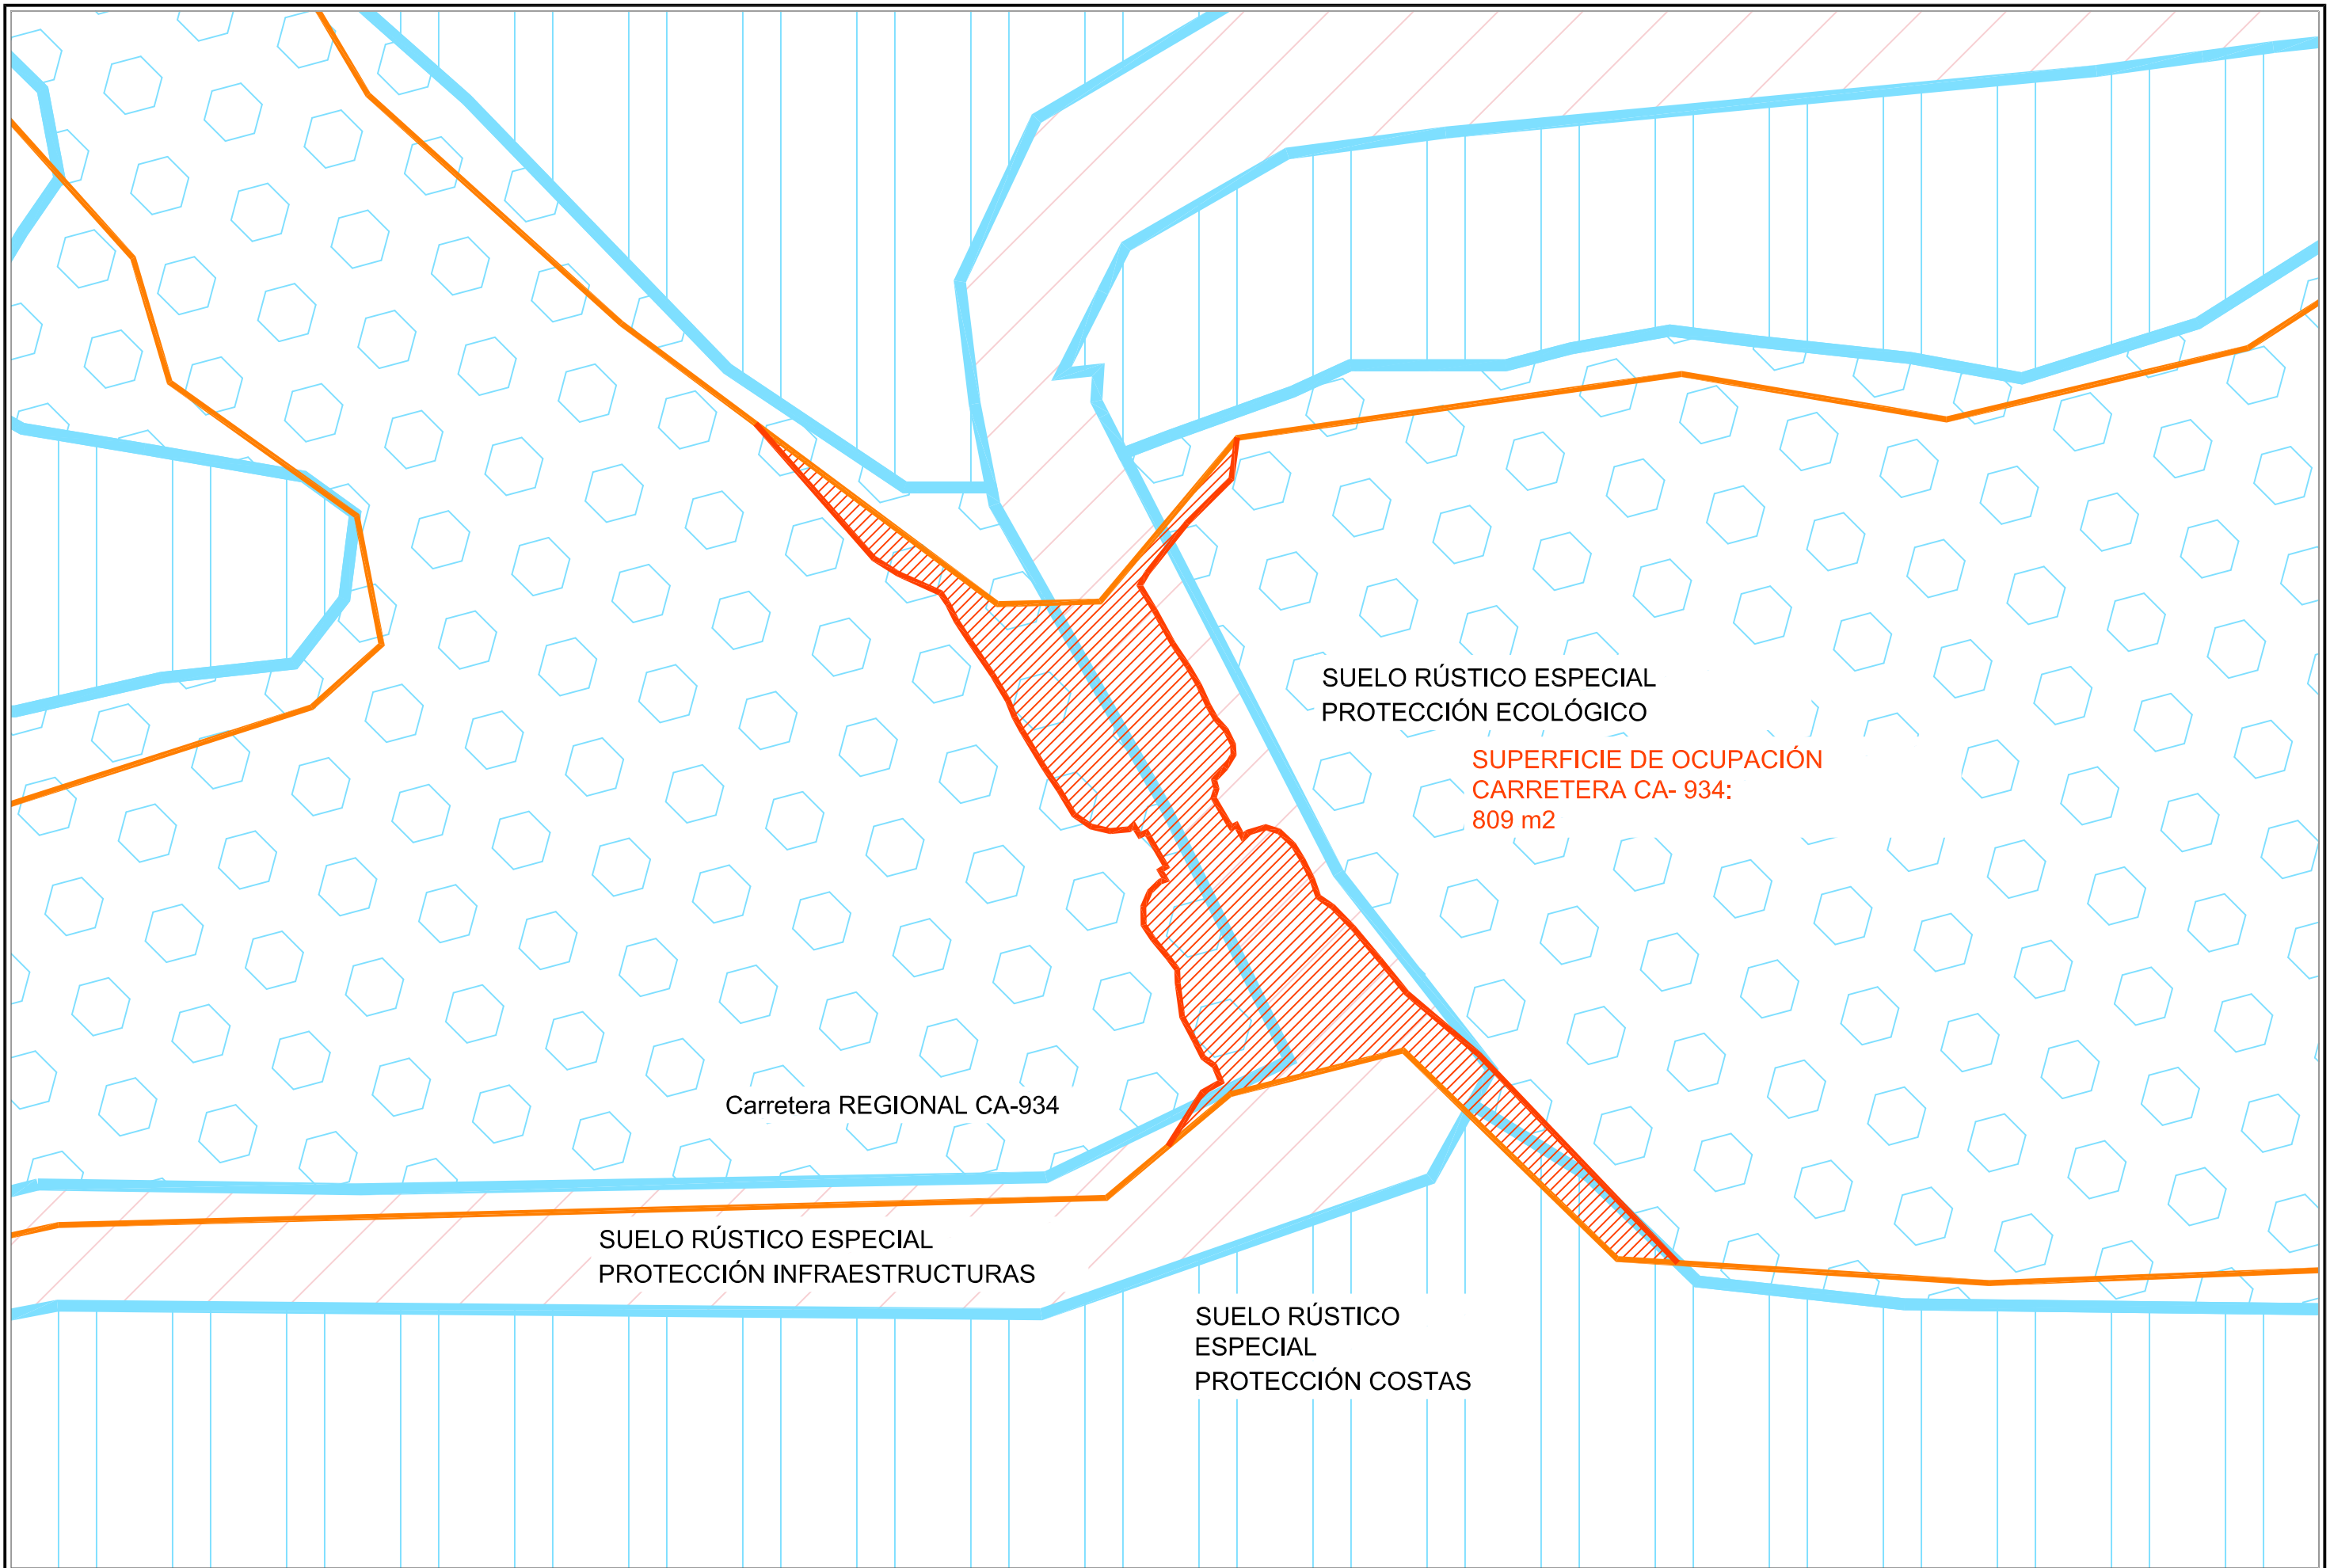 SUELO RÚSTICO ESPECIAL
PROTECCIÓN ECOLÓGICO
SUPERFICIE DE OCUPACIÓN
CARRETERA CA- 934:
809 m2
Carretera REGIONAL CA-934
SUELO RÚSTICO ESPECIAL
PROTECCIÓN INFRAESTRUCTURAS
SUELO RÚSTICO
ESPECIAL
PROTECCIÓN COSTAS